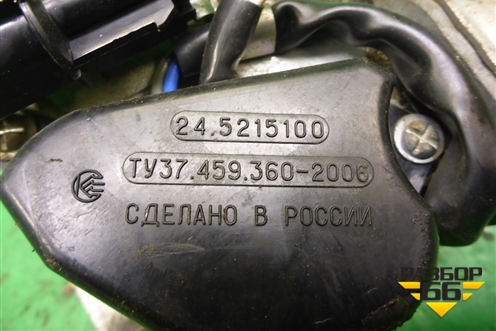 24.5215100
ТУ37.459.360-2006
СДЕЛАНО В РОССИИ
РАЗБОР
66